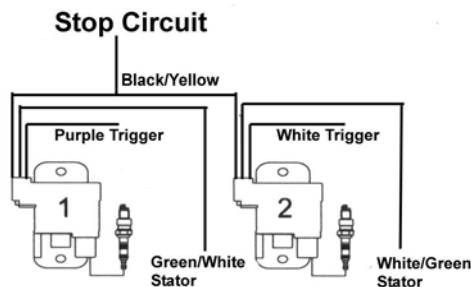 Stop Circuit
Black/Yellow
Purple Trigger
White Trigger
1
2
Green/White
Stator
White/Green
Stator